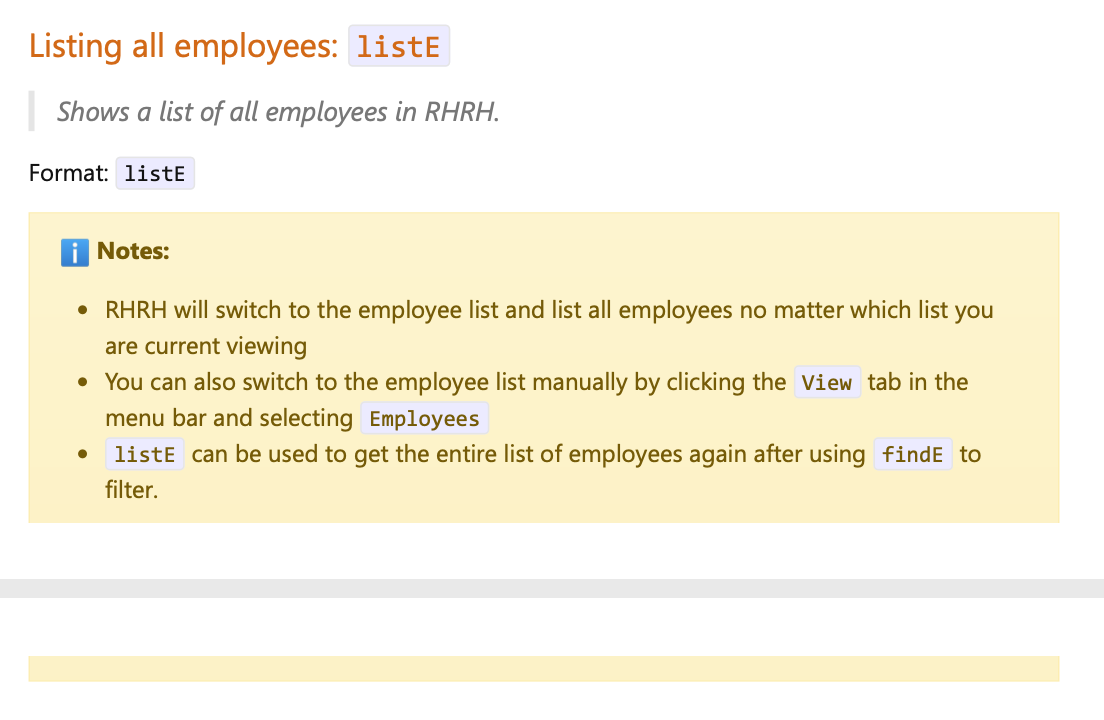 Listing all employees: listE
Shows a list of all employees in RHRH.
Format: listE
Notes:
RHRH will switch to the employee list and list all employees no matter which list you
are current viewing
You can also switch to the employee list manually by clicking the View tab in the
menu bar and selecting Employees
listE can be used to get the entire list of employees again after using findE to
filter.